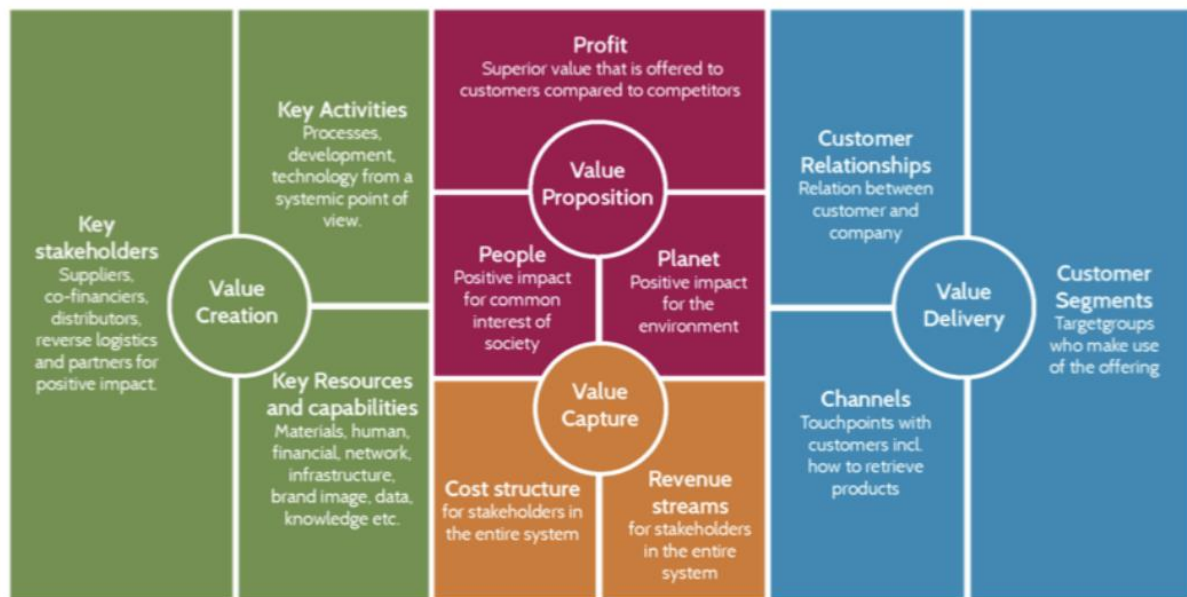 Key
stakeholders
Suppliers,
co-financiers,
distributors,
reverse logistics
and partners for
positive impact.
Value
Creation
Key Activities
Processes,
development,
technology from a
systemic point of
view.
Key Resources
and capabilities
Materials, human,
financial, network,
infrastructure,
brand image, data,
knowledge etc.
Profit
Superior value that is offered to
customers compared to competitors
Value
Proposition
People
Positive impact
for common
interest of
society
Planet
Positive impact
for the
environment
Value
Capture
Cost structure
for stakeholders in
the entire system
Revenue
streams
for stakeholders
in the entire
system
Customer
Relationships
Relation between
customer and
company
Value
Delivery
Channels
Touchpoints with
customers incl.
how to retrieve
products
Customer
Segments
Targetgroups
who make use
of the offering